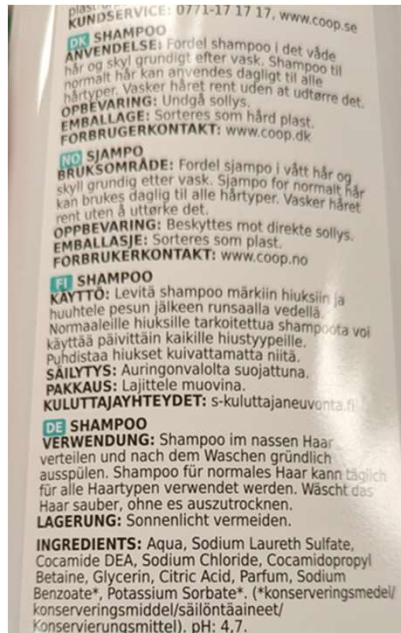 KUNDSERVICE: 0771-17 17 17, www.coop.se
DK SHAMPOO
ANVENDELSE: Fordel shampoo i det våde
hår og skyl grundigt efter vask. Shampoo til
normalt hår kan anvendes dagligt til alle
hårtyper. Vasker håret rent uden at udtørre det.
OPBEVARING: Undgå sollys.
EMBALLAGE: Sorteres som hård plast.
FORBRUGERKONTAKT: www.coop.dk
NO SJAMPO
BRUKSOMRÅDE: Fordel sjampo i vått hår og
skyll grundig etter vask. Sjampo for normalt hår
kan brukes daglig til alle hårtyper. Vasker håret
rent uten å uttørke det.
OPPBEVARING: Beskyttes mot direkte sollys.
EMBALLASJE: Sorteres som plast.
FORBRUKERKONTAKT: www.coop.no
FI SHAMPOO
KÄYTTÖ: Levitä shampoo märkiin hiuksiin ja
huuhtele pesun jälkeen runsaalla vedellä.
Normaaleille hiuksille tarkoitettua shampoota voi
käyttää päivittäin kaikille hiustyypeille.
Puhdistaa hiukset kuivattamatta niitä.
SÄILYTYS: Auringonvalolta suojattuna.
PAKKAUS: Lajittele muovina.
KULUTTAJAYHTEYDET: s-kuluttajaneuvonta.fi
DE SHAMPOO
VERWENDUNG: Shampoo im nassen Haar
verteilen und nach dem Waschen gründlich
ausspülen. Shampoo für normales Haar kann täglich
für alle Haartypen verwendet werden. Wäscht das
Haar sauber, ohne es auszutrocknen.
LAGERUNG: Sonnenlicht vermeiden.
INGREDIENTS: Aqua, Sodium Laureth Sulfate,
Cocamide DEA, Sodium Chloride, Cocamidopropyl
Betaine, Glycerin, Citric Acid, Parfum, Sodium
Benzoate*, Potassium Sorbate*. (*konserveringsmedel/
konserveringsmiddel/säilöntäaineet/
Konservierungsmittel). pH: 4,7.